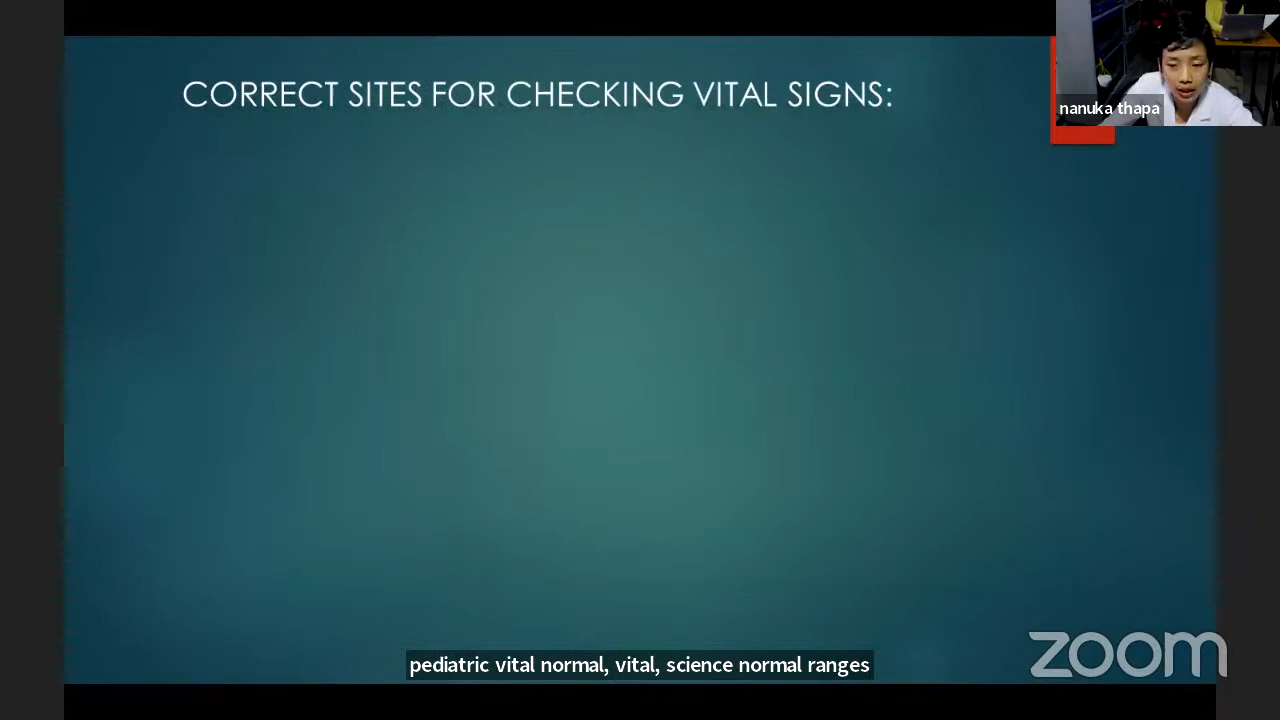 CORRECT SITES FOR CHECKING VITAL SIGNS:
nanuka thapa
pediatric vital normal, vital, science normal ranges
zoom